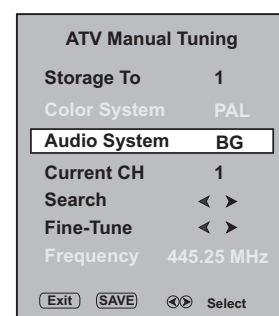 ATV Manual Tuning
Storage To 1
Color System PAL
Audio System BG
Current CH 1
Search
Fine-Tune
Frequency 445.25 MHz
Exit SAVE Select